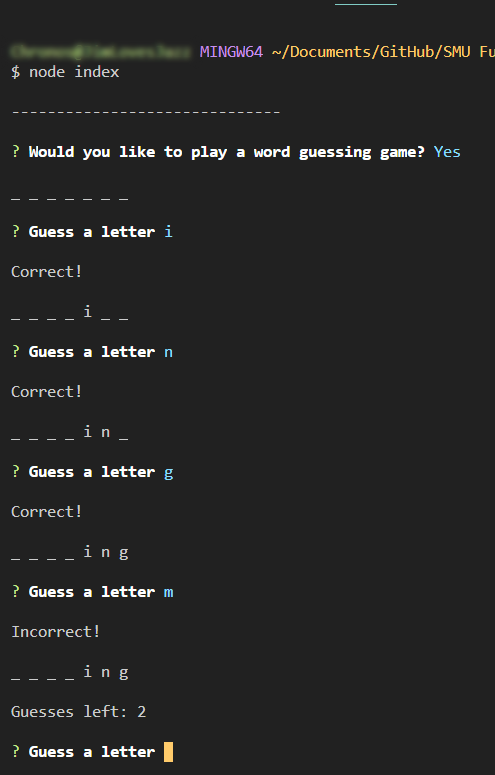 MINGW64 ~/Documents/GitHub/SMU Fu
$ node index
------------------------------
? Would you like to play a word guessing game? Yes
_ _ _ _ _ _ _
? Guess a letter i
Correct!
_ _ _ _ i _ _
? Guess a letter n
Correct!
_ _ _ _ i n _
? Guess a letter g
Correct!
_ _ _ _ i n g
? Guess a letter m
Incorrect!
_ _ _ _ i n g
Guesses left: 2
? Guess a letter